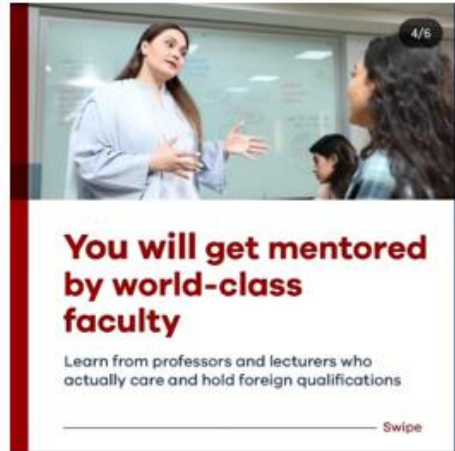 4/6
You will get mentored
by world-class
faculty
Learn from professors and lecturers who
actually care and hold foreign qualifications
Swipe